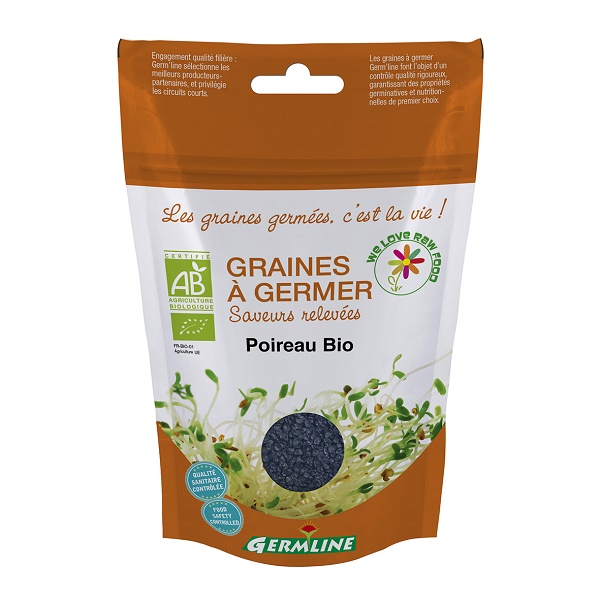 Engagement qualité filière :
Germ'line sélectionne les
meilleurs producteurs-
partenaires, et privilégie
les circuits courts.
Les graines à germer
Germ'line font l'objet d'un
contrôle qualité rigoureux,
garantissant des propriétés
germinatives et nutrition-
nelles de premier choix.
Les graines germées, c'est la vie !
WE LOVE RAW FOOD
CERTIFIÉ
AB
AGRICULTURE
BIOLOGIQUE
GRAINES
À GERMER
Saveurs relevées
FR-BIO-01
Agriculture UE
Poireau Bio
QUALITÉ
SANITAIRE
CONTRÔLÉE
FOOD
SAFETY
CONTROLLED
GERMLINE